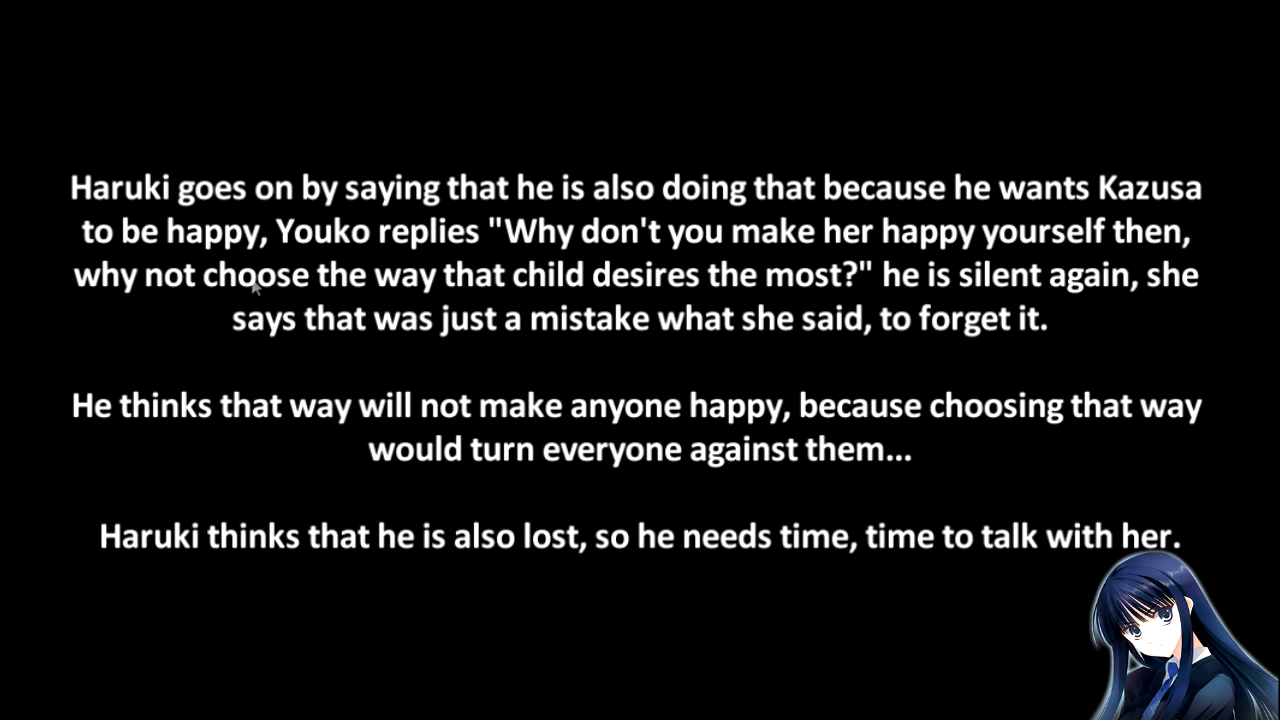 Haruki goes on by saying that he is also doing that because he wants Kazusa
to be happy, Youko replies "Why don't you make her happy yourself then,
why not choose the way that child desires the most?" he is silent again, she
says that was just a mistake what she said, to forget it.
He thinks that way will not make anyone happy, because choosing that way
would turn everyone against them...
Haruki thinks that he is also lost, so he needs time, time to talk with her.